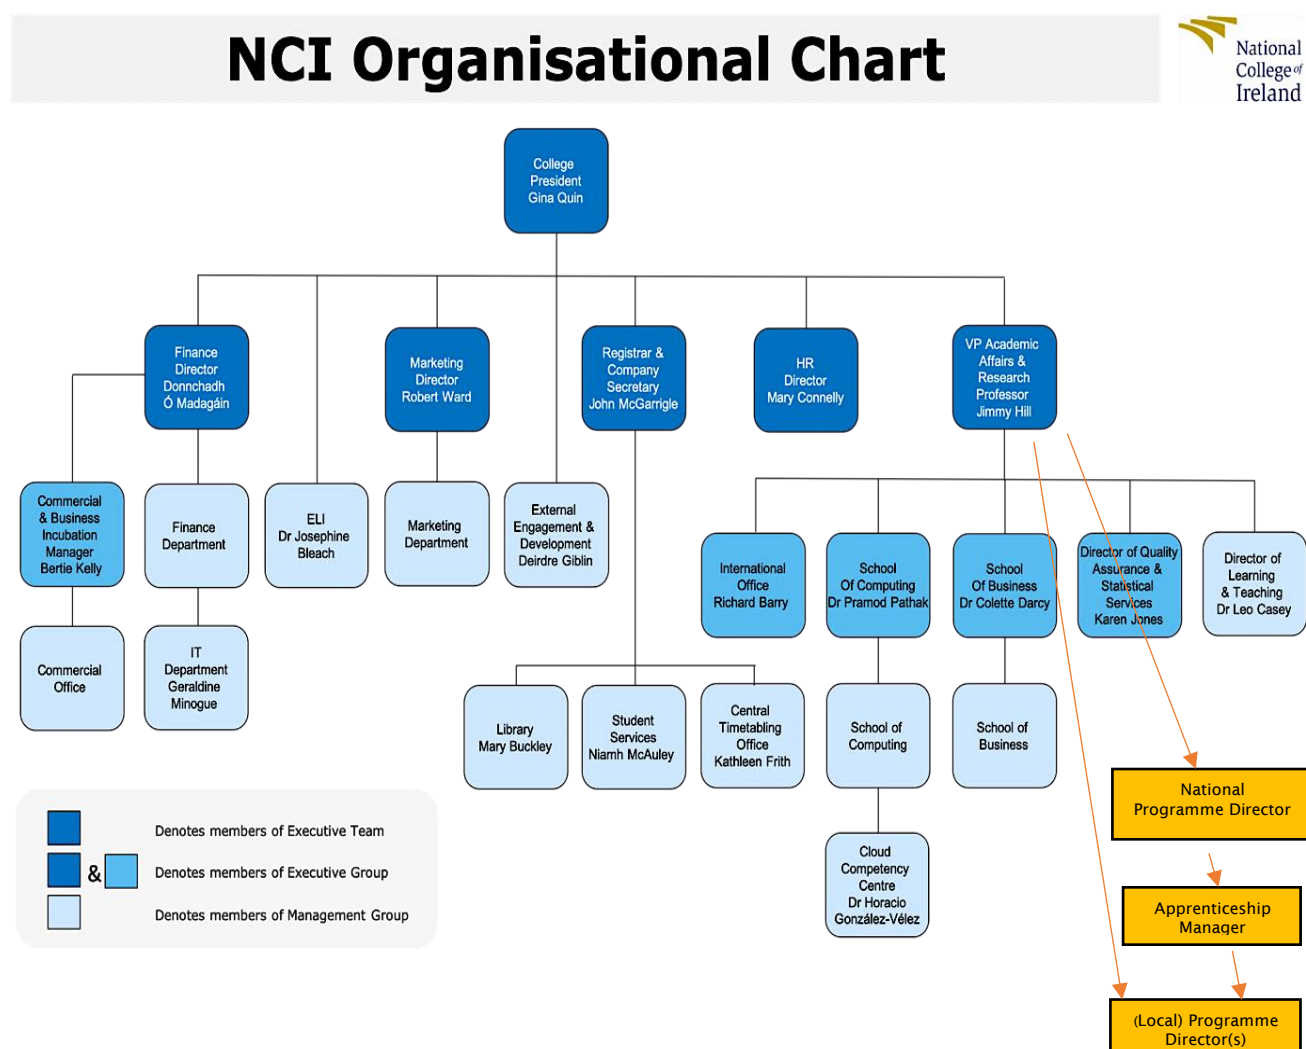 NCI Organisational Chart
National
College of
Ireland
College
President
Gina Quin
Finance
Director
Donnchadh
Ó Madagáin
Marketing
Director
Robert Ward
Registrar &
Company
Secretary
John McGarrigle
HR
Director
Mary Connelly
VP Academic
Affairs &
Research
Professor
Jimmy Hill
Commercial
& Business
Incubation
Manager
Bertie Kelly
Finance
Department
ELI
Dr Josephine
Bleach
Marketing
Department
External
Engagement &
Development
Deirdre Giblin
International
Office
Richard Barry
School
Of Computing
Dr Pramod Pathak
School
Of Business
Dr Colette Darcy
Director of Quality
Assurance &
Statistical
Services
Karen Jones
Director of
Learning
& Teaching
Dr Leo Casey
Commercial
Office
IT
Department
Geraldine
Minogue
Library
Mary Buckley
Student
Services
Niamh McAuley
Central
Timetabling
Office
Kathleen Frith
School of
Computing
School of
Business
Cloud
Competency
Centre
Dr Horacio
González-Vélez
National
Programme Director
Apprenticeship
Manager
(Local) Programme
Director(s)
Denotes members of Executive Team
& Denotes members of Executive Group
Denotes members of Management Group